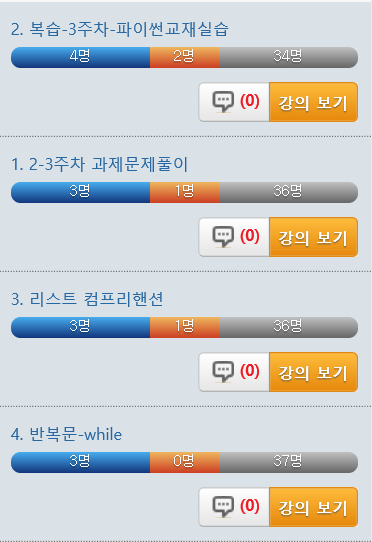 2. 복습-3주차-파이썬교재실습
4명 2명 34명
(0) 강의 보기
1. 2-3주차 과제문제풀이
3명 1명 36명
(0) 강의 보기
3. 리스트 컴프리핸션
3명 1명 36명
(0) 강의 보기
4. 반복문-while
3명 0명 37명
(0) 강의 보기